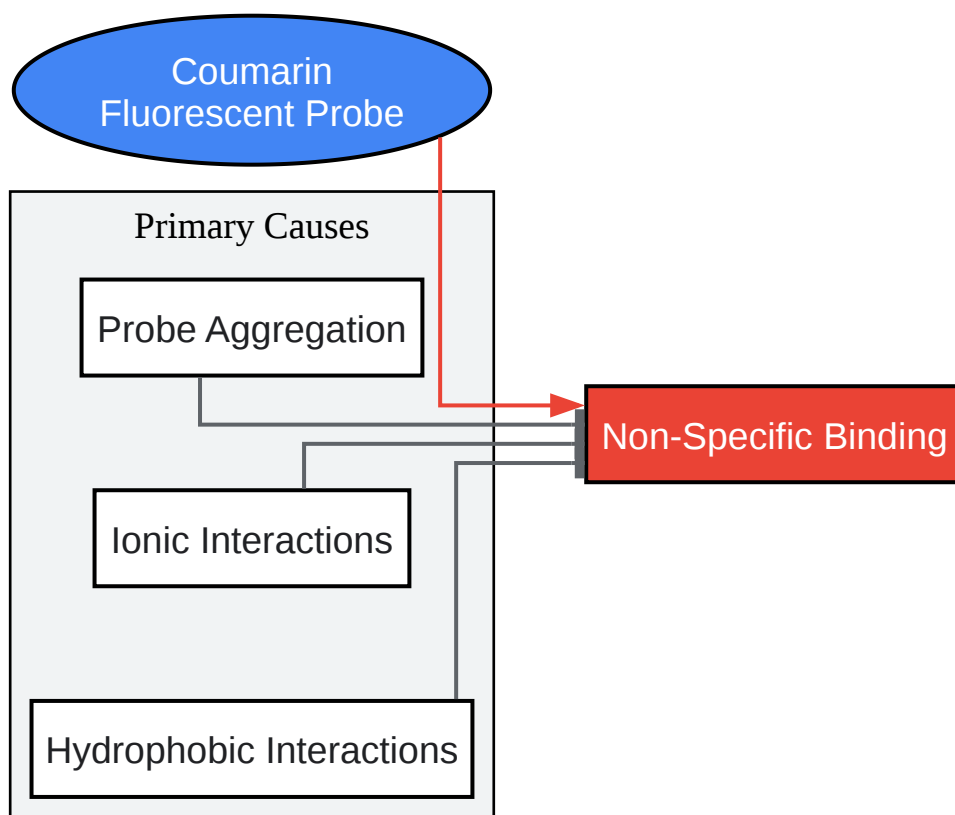 Coumarin
Fluorescent Probe
Primary Causes
Probe Aggregation
Non-Specific Binding
Ionic Interactions
Hydrophobic Interactions